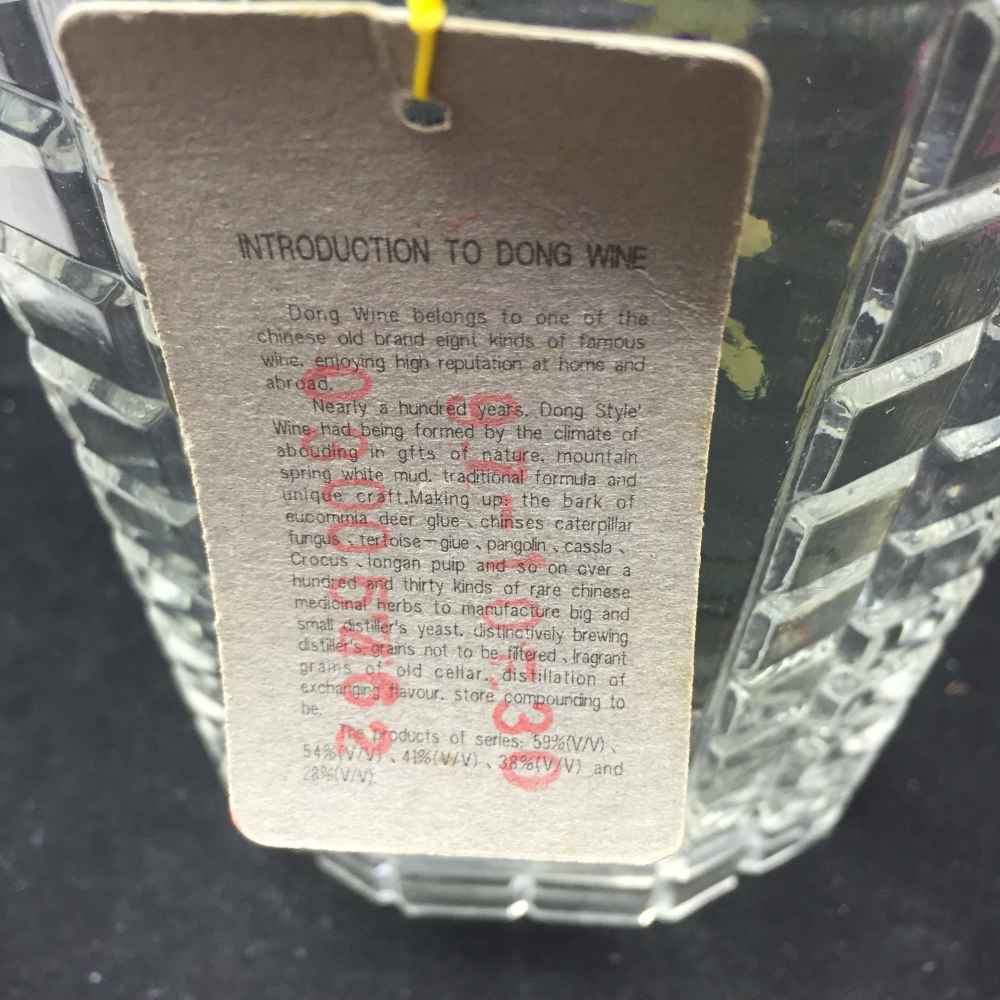 INTRODUCTION TO DONG WINE
Dong Wine belongs to one of the
chinese old brand eight kinds of famous
wine. enjoying high reputation at home and
abroad.
Nearly a hundred years. Dong Style'
Wine had being formed by the climate of
abouding in gfts of nature. mountain
spring white mud. traditional formula and
unique craft.Making up: the bark of
eucommia deer glue、chinses caterpillar
fungus、tertoise-glue、pangolin、cassla、
Crocus、longan pulp and so on over a
hundred and thirty kinds of rare chinese
medicinal herbs to manufacture big and
small distiller's yeast. distinctively brewing
distiller's grains not to be filtered、fragrant
grains of old cellar.. distillation of
exchanging flavour. store compounding to
be.
The products of series: 59%(V/V)、
54%(V/V)、41%(V/V)、38%(V/V) and
28%(V/V).